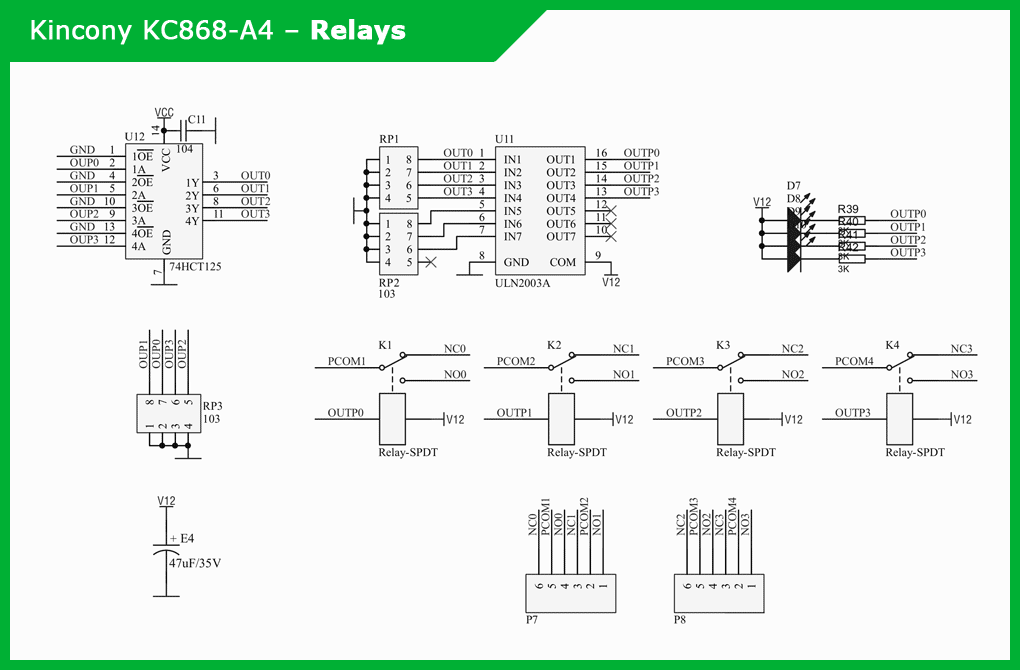 Kincony KC868-A4 – Relays
VCC
C11
104
14
U12
GND 1
OUP0 2
GND 4
OUP1 5
GND 10
OUP2 9
GND 13
OUP3 12
1OE
1A
2OE
2A
3OE
3A
4OE
4A
VCC
GND
1Y
2Y
3Y
4Y
3 OUT0
6 OUT1
8 OUT2
11 OUT3
7
74HCT125
RP1
1 8
2 7
3 6
4 5
1 8
2 7
3 6
4 5
RP2
103
U11
OUT0 1
OUT1 2
OUT2 3
OUT3 4
5
6
7
8
IN1
IN2
IN3
IN4
IN5
IN6
IN7
GND
OUT1
OUT2
OUT3
OUT4
OUT5
OUT6
OUT7
COM
16 OUTP0
15 OUTP1
14 OUTP2
13 OUTP3
12
11
10
9
V12
ULN2003A
D7
D8
V12
R39
R40
R41
R42
3K
3K
OUTP0
OUTP1
OUTP2
OUTP3
OUP1
OUP0
OUP3
OUP2
8 7 6 5
1 2 3 4
RP3
103
K1
PCOM1
NC0
NO0
OUTP0
V12
Relay-SPDT
K2
PCOM2
NC1
NO1
OUTP1
V12
Relay-SPDT
K3
PCOM3
NC2
NO2
OUTP2
V12
Relay-SPDT
K4
PCOM4
NC3
NO3
OUTP3
V12
Relay-SPDT
V12
+ E4
47uF/35V
NC0
PCOM1
NO0
NC1
PCOM2
NO1
6 5 4 3 2 1
P7
NC2
PCOM3
NO2
NC3
PCOM4
NO3
6 5 4 3 2 1
P8